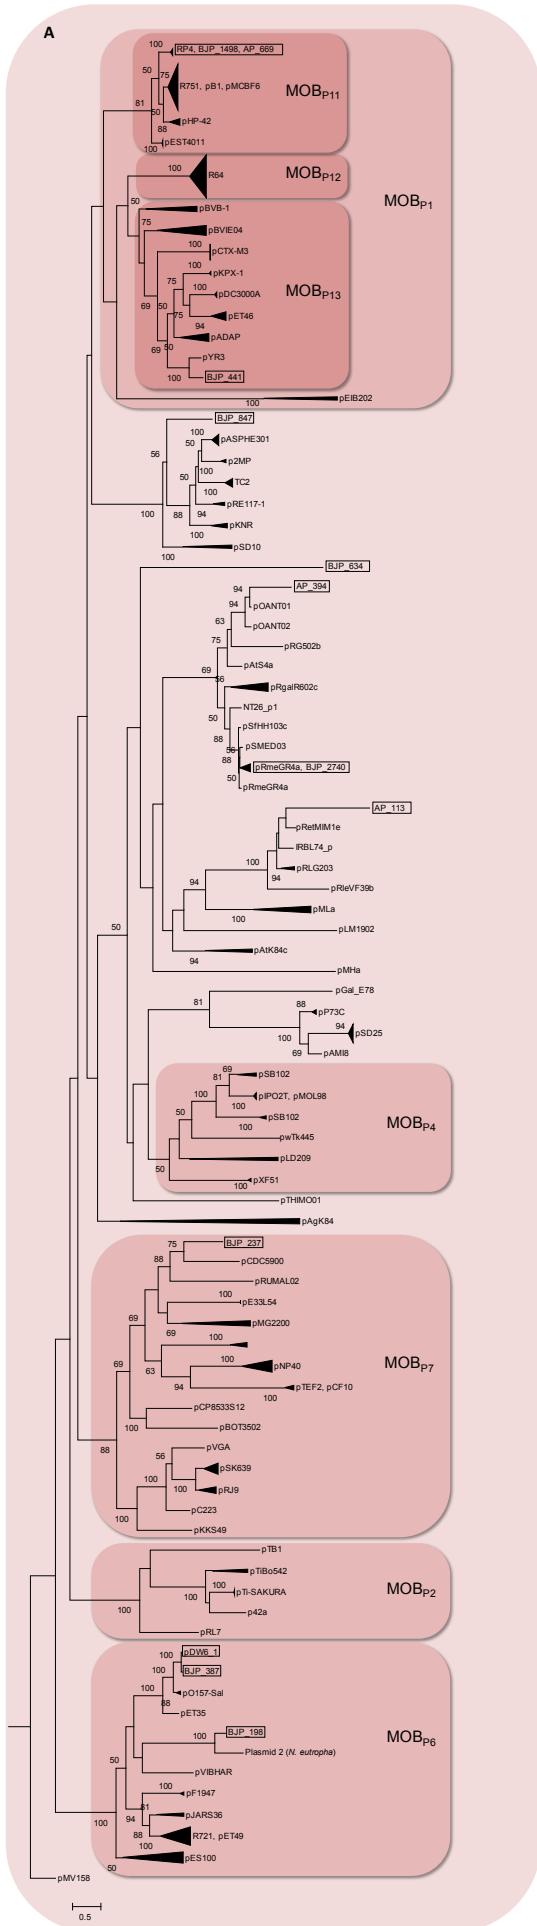 A
100
RP4, BJP_1498, AP_669
50
75
R751, pB1, pMCBF6
MOBP11
81
50
pHP-42
88
pEST4011
100
100
R64
MOBP12
MOBP1
50
pBVB-1
75
pBVIE04
100
pCTX-M3
100
pKPX-1
75
100
pDC3000A
MOBP13
69
50
75
pET46
94
pADAP
69
50
pYR3
100
BJP_441
pEIB202
100
BJP_847
56
100
pASPHE301
50
p2MP
100
50
TC2
100
pRE117-1
100
88
94
pKNR
100
pSD10
100
BJP_634
94
AP_394
94
pOANT01
63
pOANT02
75
pRG502b
69
pAtS4a
56
pRgalR602c
50
NT26_p1
pSfHH103c
88
56
pSMED03
88
pRmeGR4a, BJP_2740
50
pRmeGR4a
AP_113
pRetMIM1e
IRBL74_p
100
pRLG203
94
94
pRleVF39b
pMLa
100
50
pLM1902
pAtK84c
94
pMHa
pGal_E78
81
88
pP73C
94
pSD25
100
69
pAMI8
69
pSB102
81
100
pIPO2T, pMOL98
100
50
pSB102
MOBP4
100
pwTk445
pLD209
50
pXF51
100
pTHIMO01
pAgK84
75
BJP_237
88
pCDC5900
pRUMAL02
100
pE33L54
69
pMG2200
69
100
69
63
100
pNP40
MOBP7
94
pTEF2, pCF10
100
pCP8533S12
100
pBOT3502
88
pVGA
56
pSK639
100
100
pRJ9
pC223
100
pKKS49
pTB1
pTiBo542
100
pTi-SAKURA
MOBP2
100
p42a
100
pRL7
pDW6_1
100
BJP_387
100
100
pO157-Sal
88
pET35
BJP_198
100
Plasmid 2 (N. eutropha)
MOBP6
50
pVIBHAR
100
pF1947
81
pJARS36
94
100
88
R721, pET49
100
pES100
50
pMV158
0.5